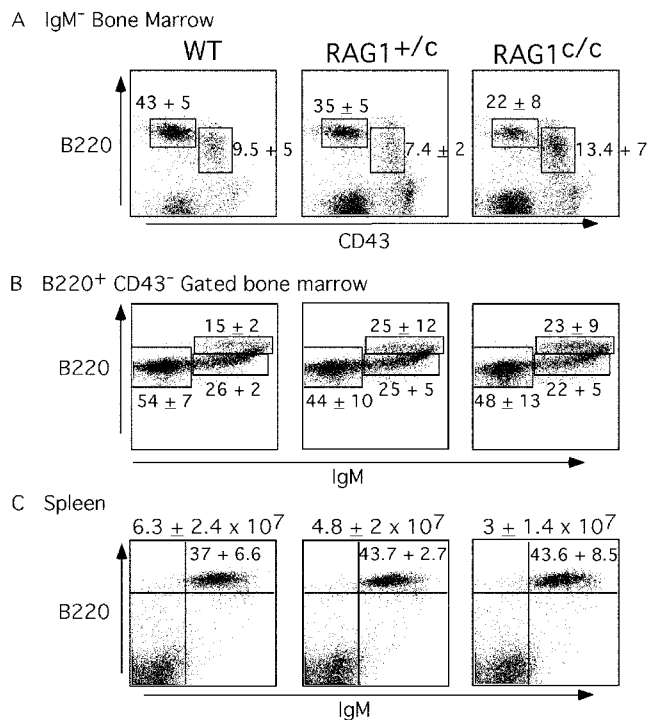 A IgM⁻ Bone Marrow
WT RAG1⁺/ᶜ RAG1ᶜ/ᶜ
43 + 5 35 ± 5 22 ± 8
B220 9.5 + 5 7.4 ± 2 13.4 + 7
CD43
B B220⁺ CD43⁻ Gated bone marrow
15 ± 2 25 ± 12 23 ± 9
B220
54 ± 7 26 + 2 44 ± 10 25 + 5 48 ± 13 22 + 5
IgM
C Spleen
6.3 ± 2.4 x 10⁷ 4.8 ± 2 x 10⁷ 3 ± 1.4 x 10⁷
37 + 6.6 43.7 + 2.7 43.6 + 8.5
B220
IgM